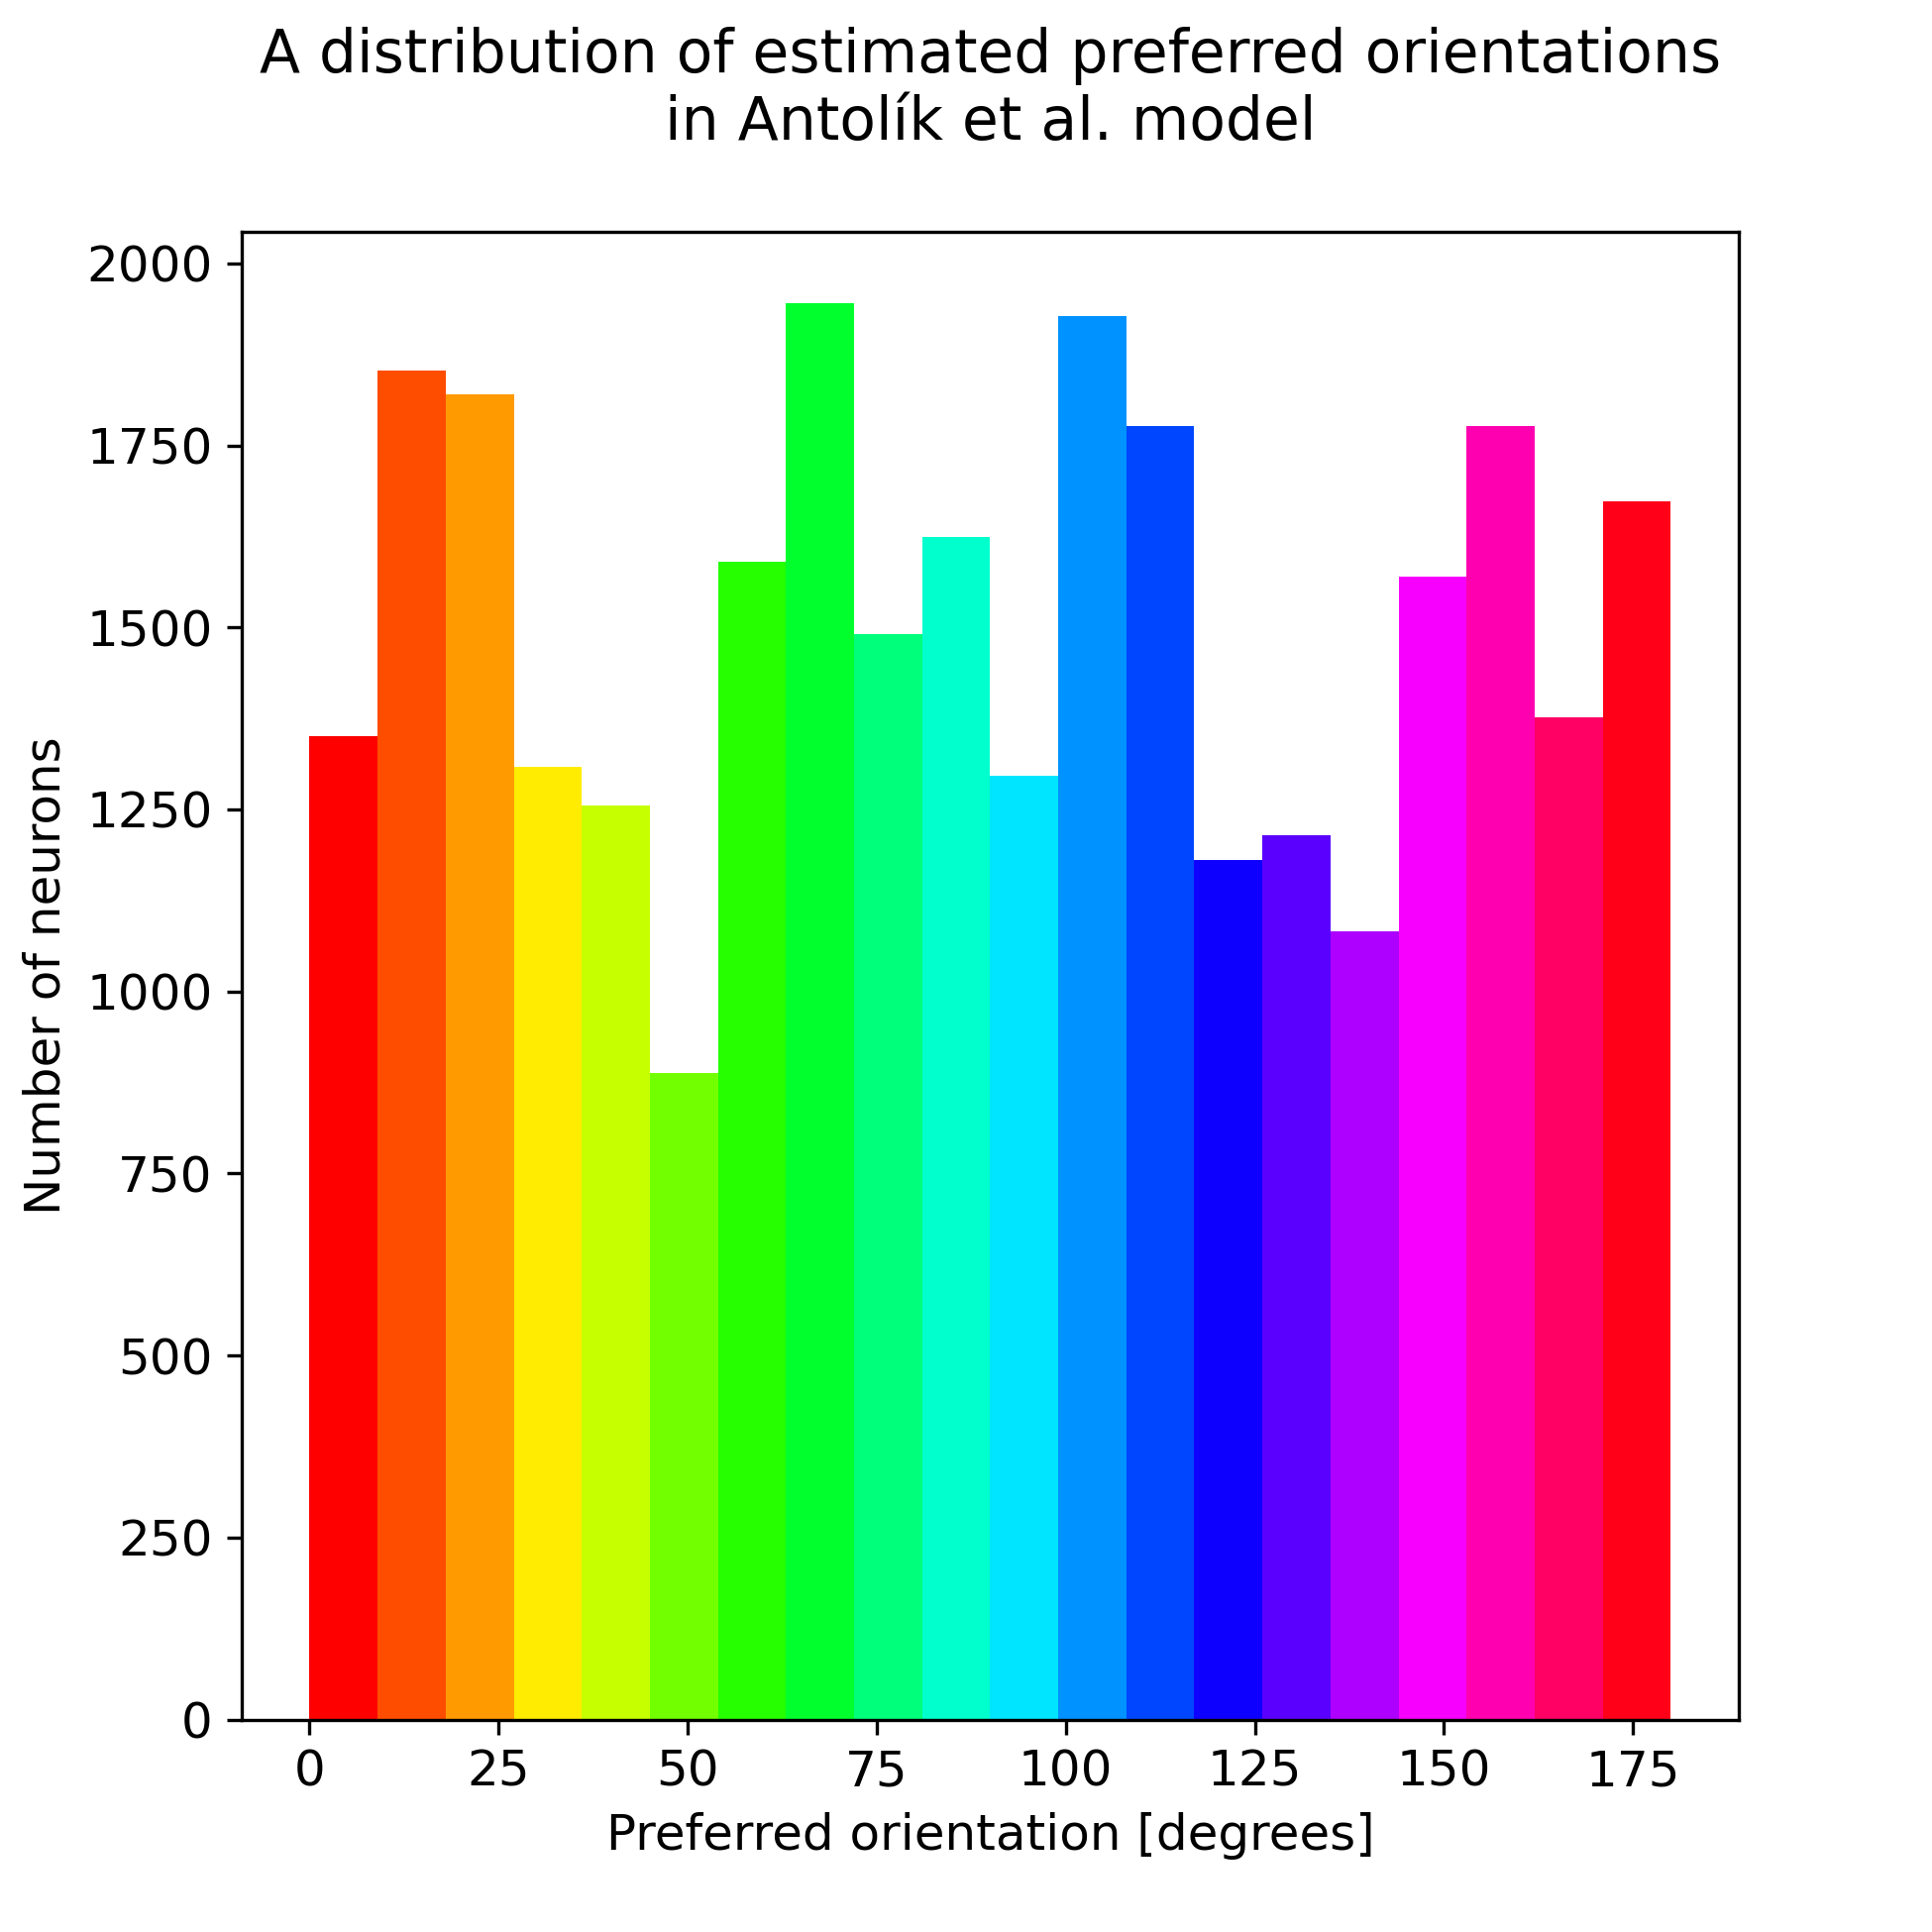 A distribution of estimated preferred orientations
in Antolík et al. model
2000
1750
1500
1250
1000
750
500
250
0
Number of neurons
0 25 50 75 100 125 150 175
Preferred orientation [degrees]